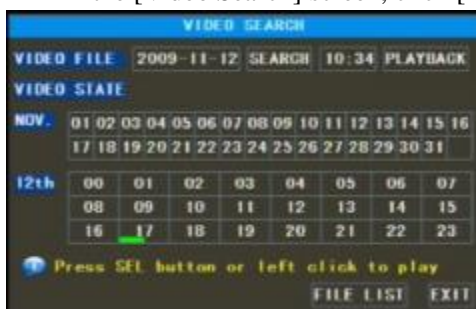 VIDEO SEARCH
VIDEO FILE 2009-11-12 SEARCH 10:34 PLAYBACK
VIDEO STATE
NOV. 01 02 03 04 05 06 07 08 09 10 11 12 13 14 15 16
17 18 19 20 21 22 23 24 25 26 27 28 29 30 31
12th 00 01 02 03 04 05 06 07
08 09 10 11 12 13 14 15
16 17 18 19 20 21 22 23
Press SEL button or left click to play
FILE LIST EXIT